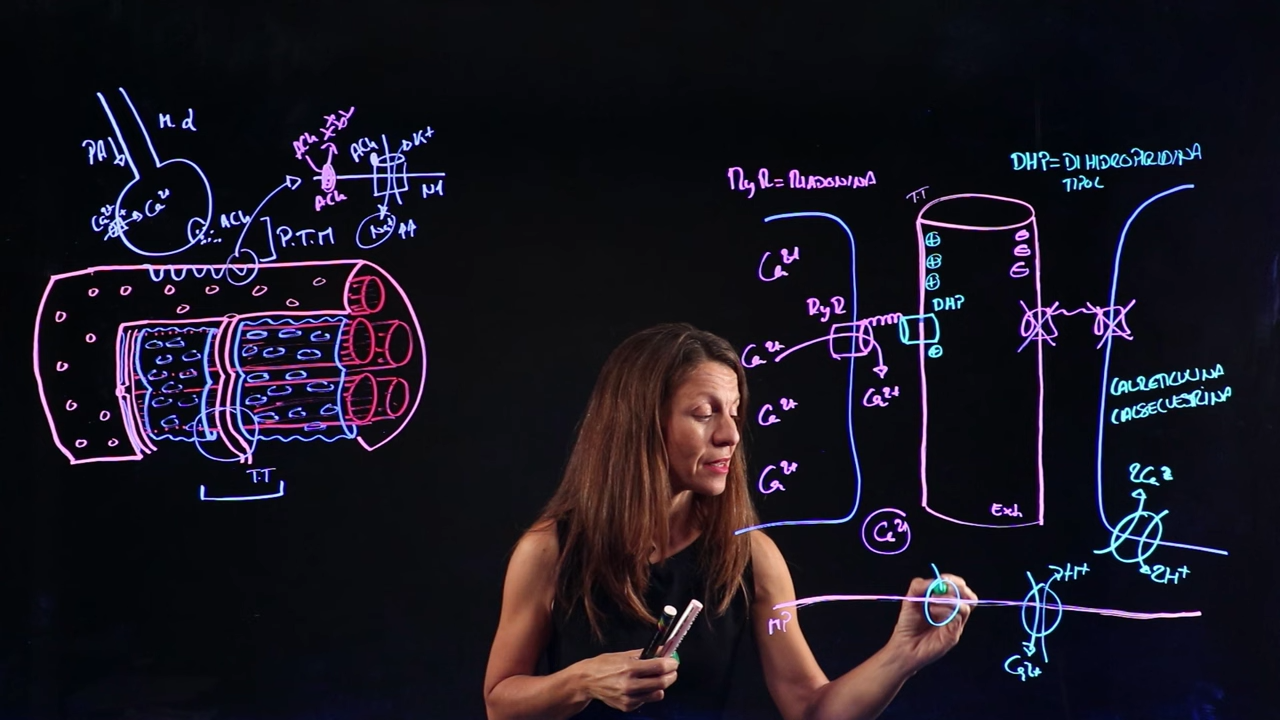 M.d
PA
Ca²⁺
Ca²⁺
ACh
P.T.M
ACh
ACh
ACh
K⁺
Na⁺
PA
T.T
RyR = RIADONINA
T.T
DHP = DIHIDROPIRIDINA
TIPO L
Ca²⁺
RyR
DHP
Ca²⁺
Ca²⁺
Ca²⁺
Ca²⁺
CALRETICULINA
CALSECUESTRINA
Ext.
Ca²⁺
2Ca²
2H⁺
MP
2H⁺
Ca²⁺